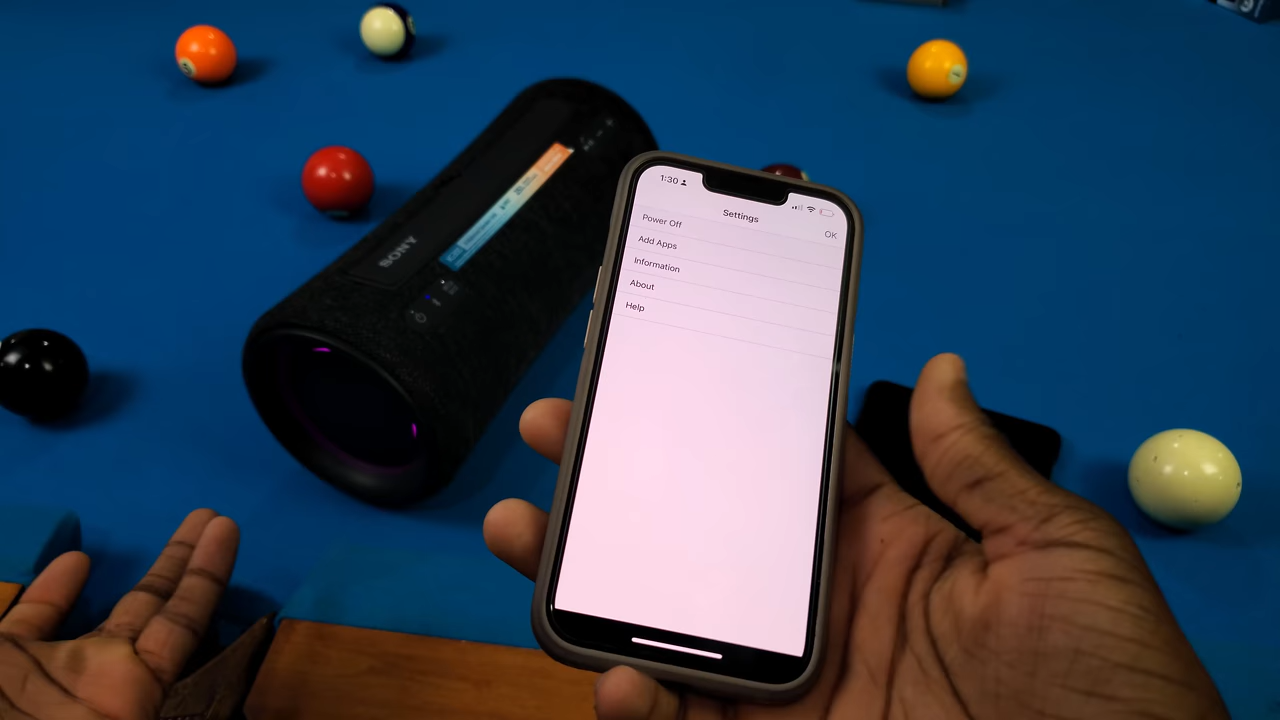 1:30
Settings
OK
Power Off
Add Apps
Information
About
Help
SONY